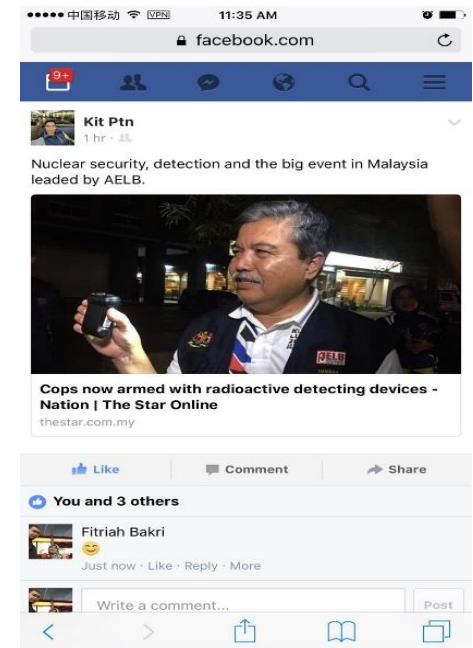 中国移动 VPN 11:35 AM
facebook.com
9+
Kit Ptn
1 hr
Nuclear security, detection and the big event in Malaysia
leaded by AELB.
AELB
Cops now armed with radioactive detecting devices -
Nation | The Star Online
thestar.com.my
Like Comment Share
You and 3 others
Fitriah Bakri
Just now · Like · Reply · More
Write a comment... Post